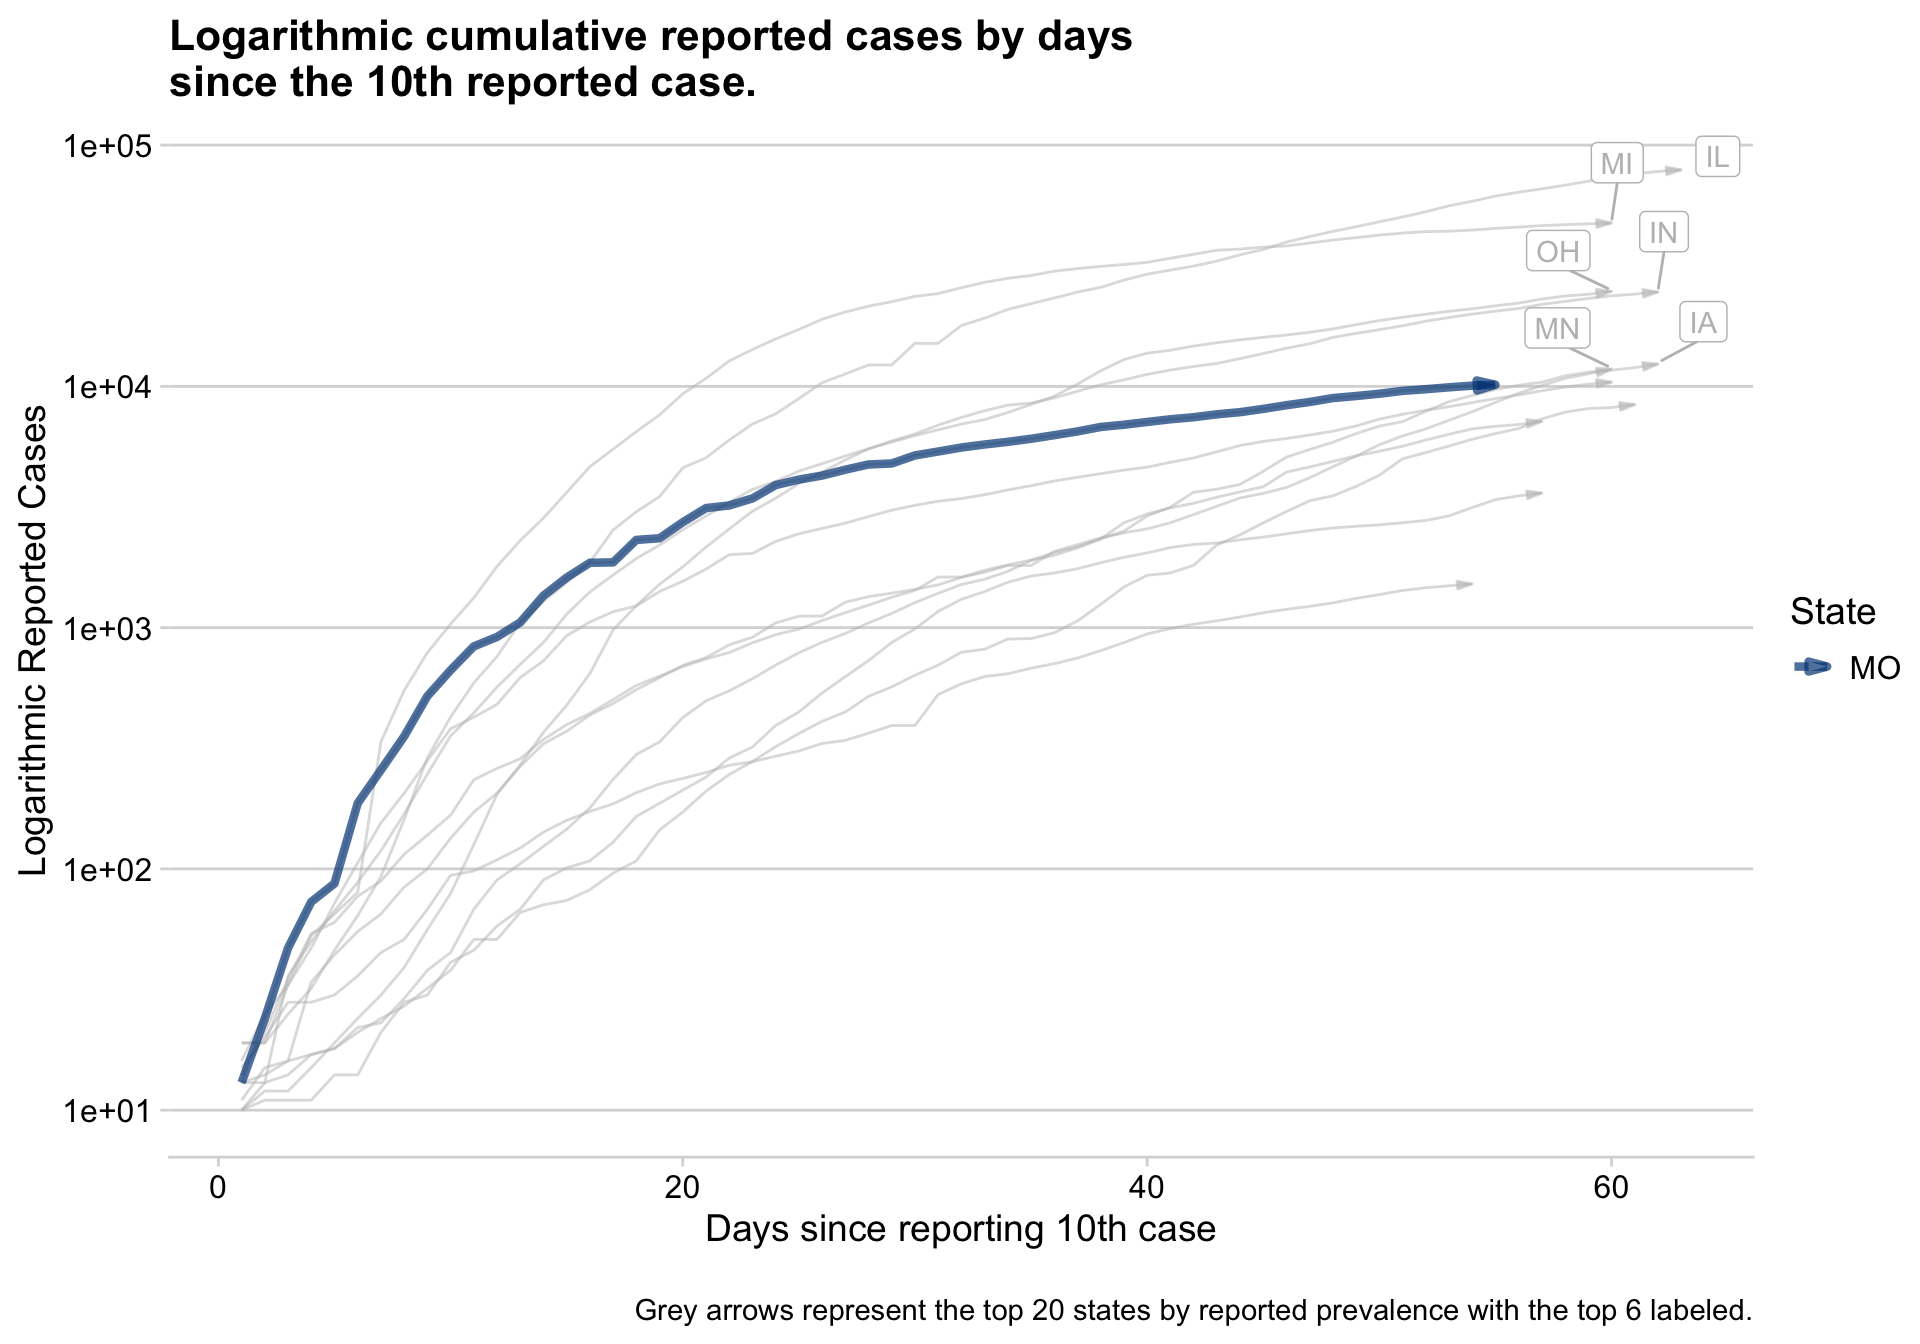 Logarithmic cumulative reported cases by days
since the 10th reported case.
1e+05
1e+04
1e+03
1e+02
1e+01
Logarithmic Reported Cases
MI
IL
IN
OH
IA
MN
State
MO
0
20
40
60
Days since reporting 10th case
Grey arrows represent the top 20 states by reported prevalence with the top 6 labeled.